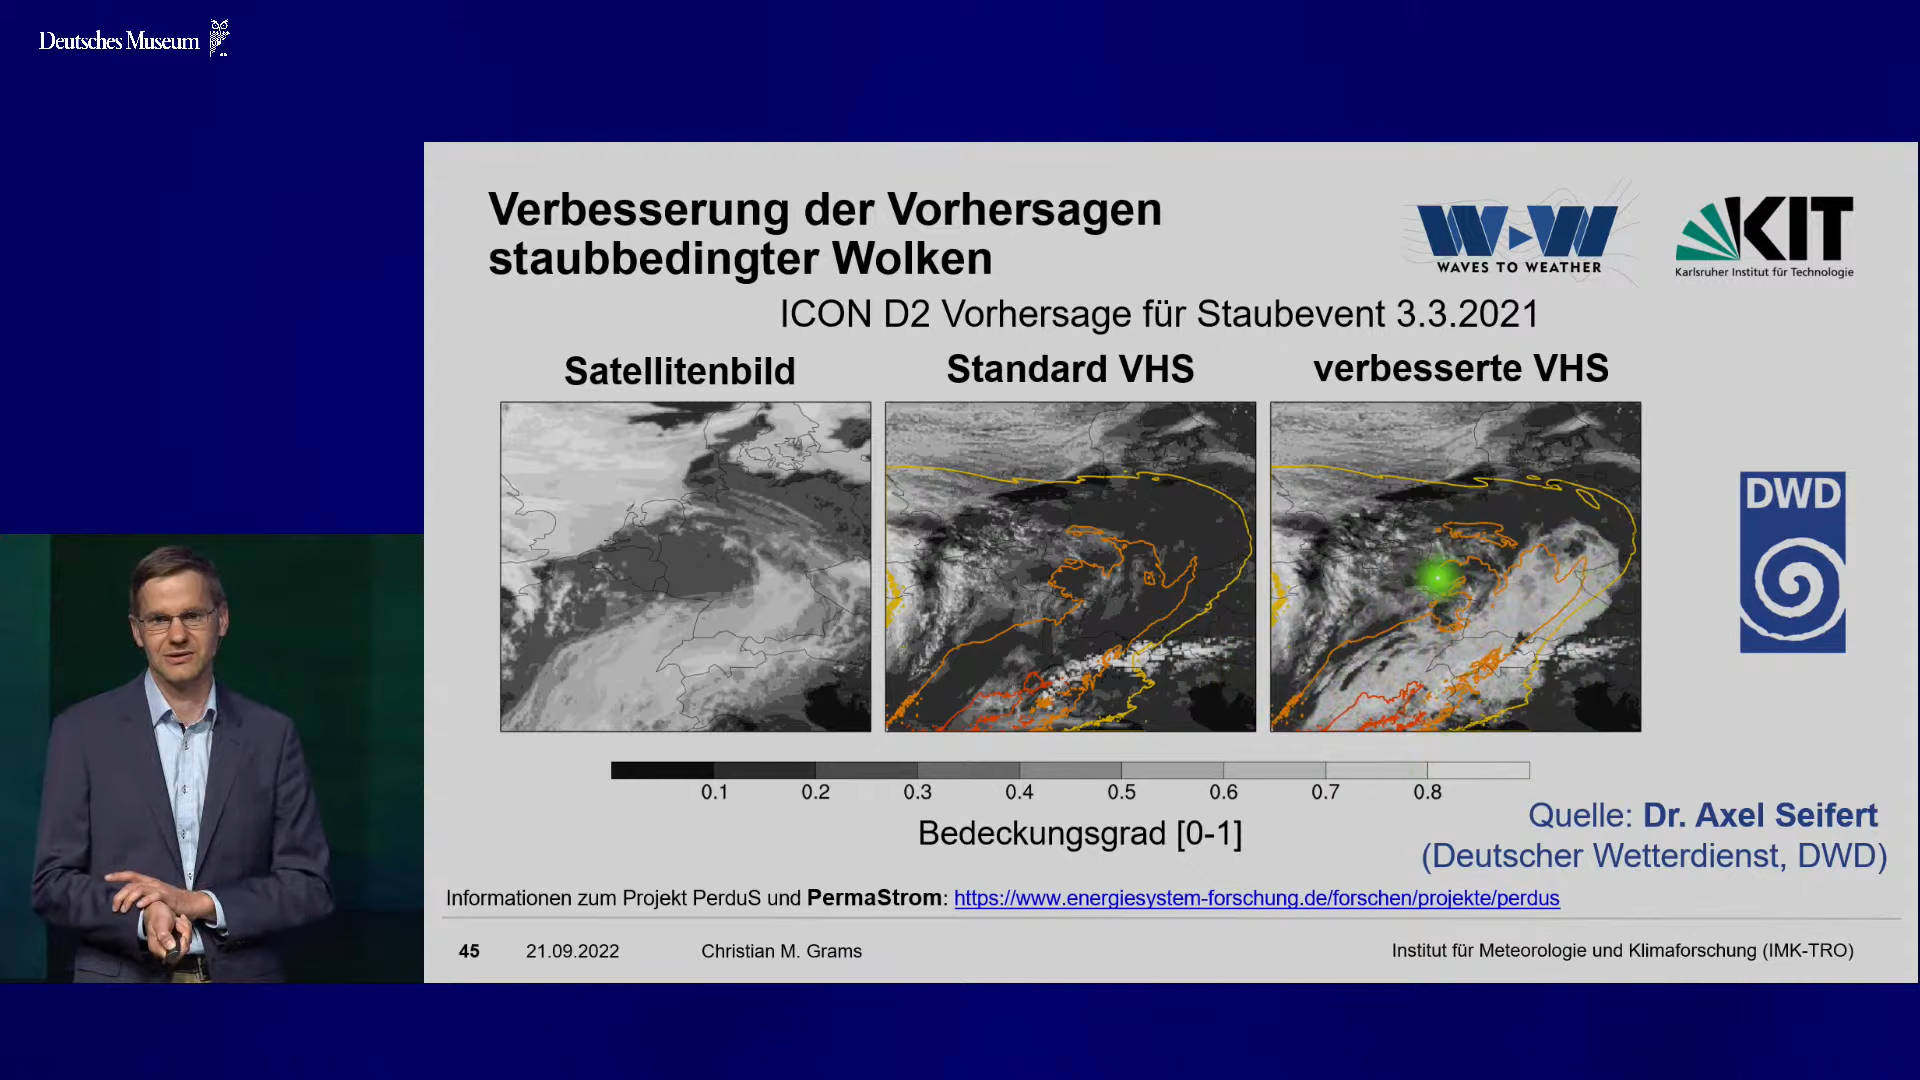 Deutsches Museum
Verbesserung der Vorhersagen
staubbedingter Wolken
WAVES TO WEATHER
KIT
Karlsruher Institut für Technologie
ICON D2 Vorhersage für Staubevent 3.3.2021
Satellitenbild
Standard VHS
verbesserte VHS
DWD
0.1 0.2 0.3 0.4 0.5 0.6 0.7 0.8
Bedeckungsgrad [0-1]
Quelle: Dr. Axel Seifert
(Deutscher Wetterdienst, DWD)
Informationen zum Projekt PerduS und PermaStrom: https://www.energiesystem-forschung.de/forschen/projekte/perdus
45 21.09.2022 Christian M. Grams Institut für Meteorologie und Klimaforschung (IMK-TRO)